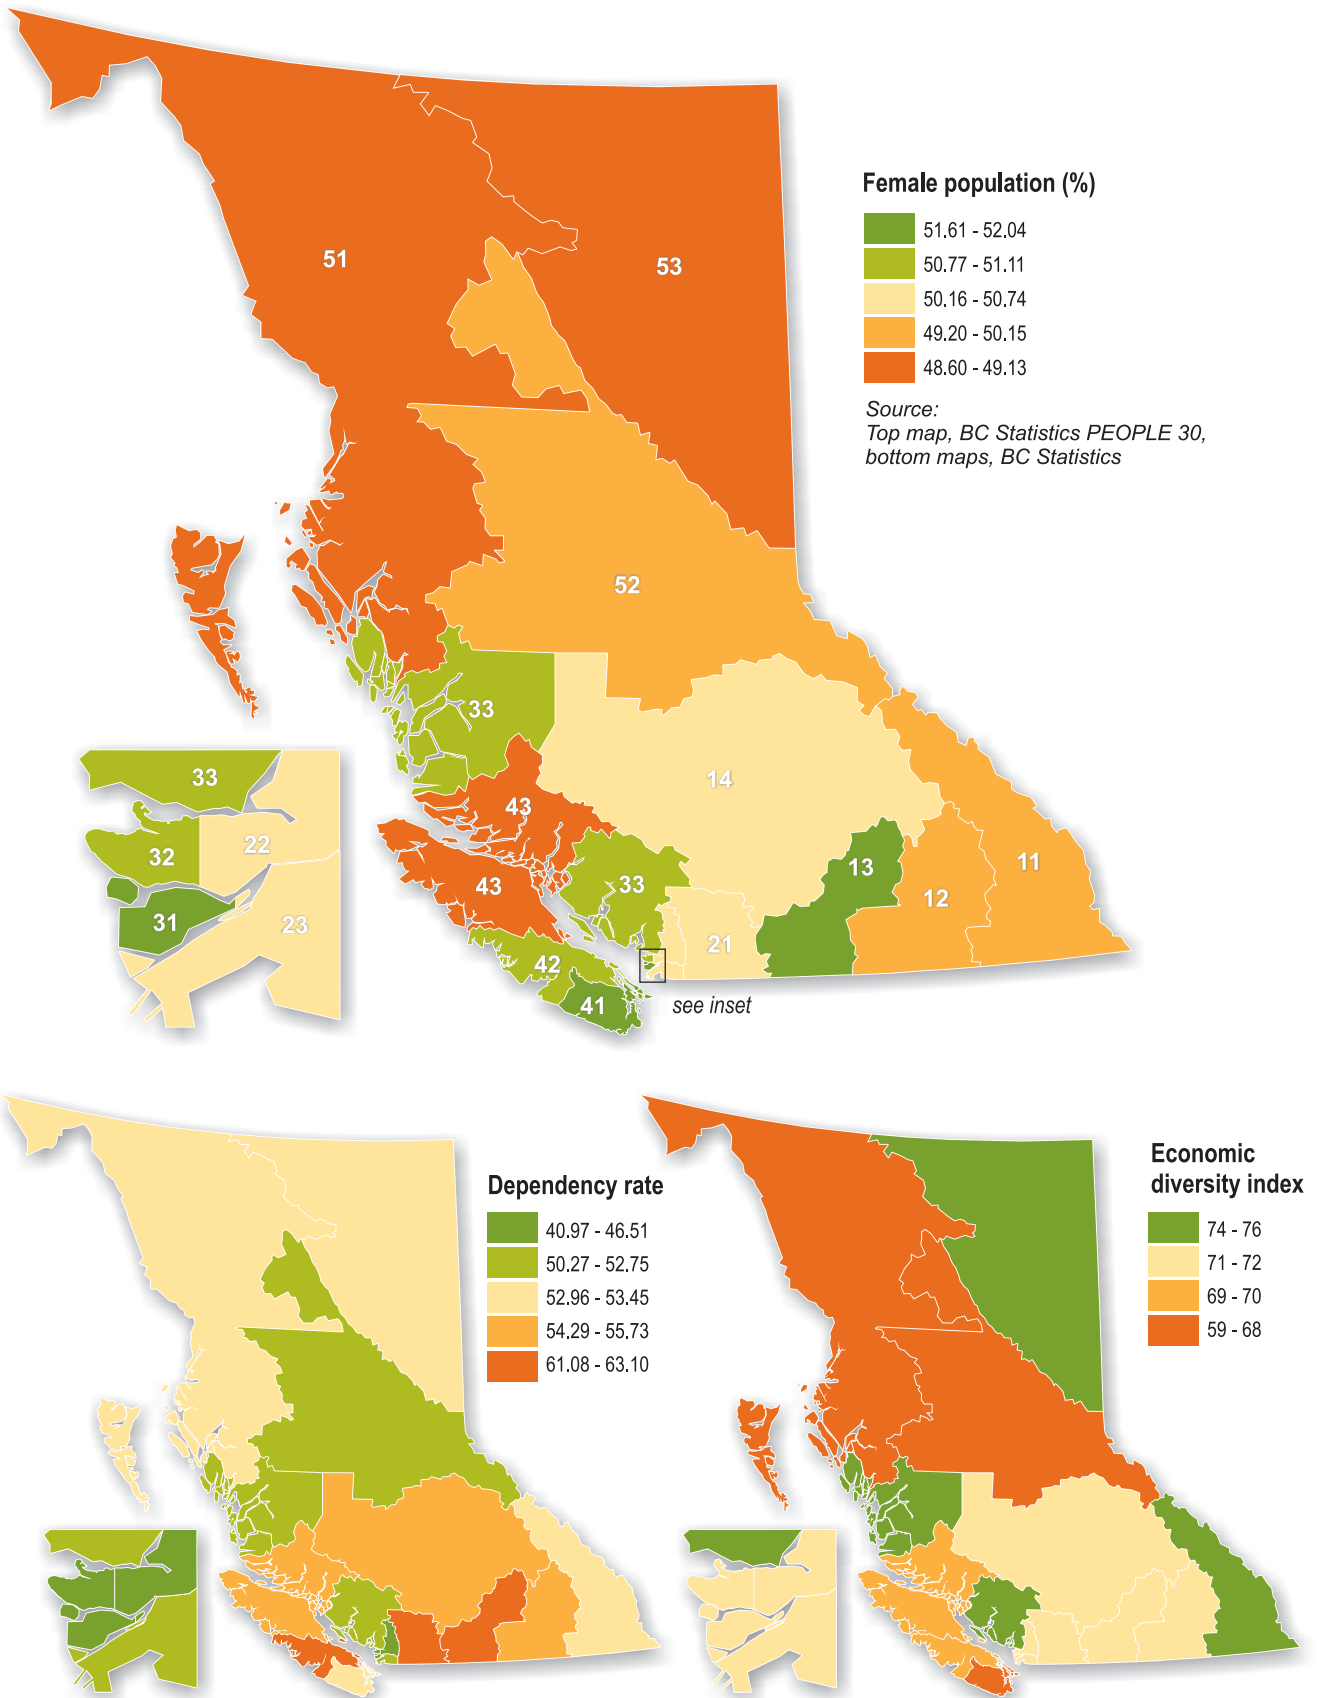 Female population (%)
51.61 - 52.04
50.77 - 51.11
50.16 - 50.74
49.20 - 50.15
48.60 - 49.13
Source:
Top map, BC Statistics PEOPLE 30,
bottom maps, BC Statistics
51
53
52
33
14
43
43
33
13
12
11
21
42
41
see inset
33
32
22
31
23
Dependency rate
40.97 - 46.51
50.27 - 52.75
52.96 - 53.45
54.29 - 55.73
61.08 - 63.10
Economic
diversity index
74 - 76
71 - 72
69 - 70
59 - 68